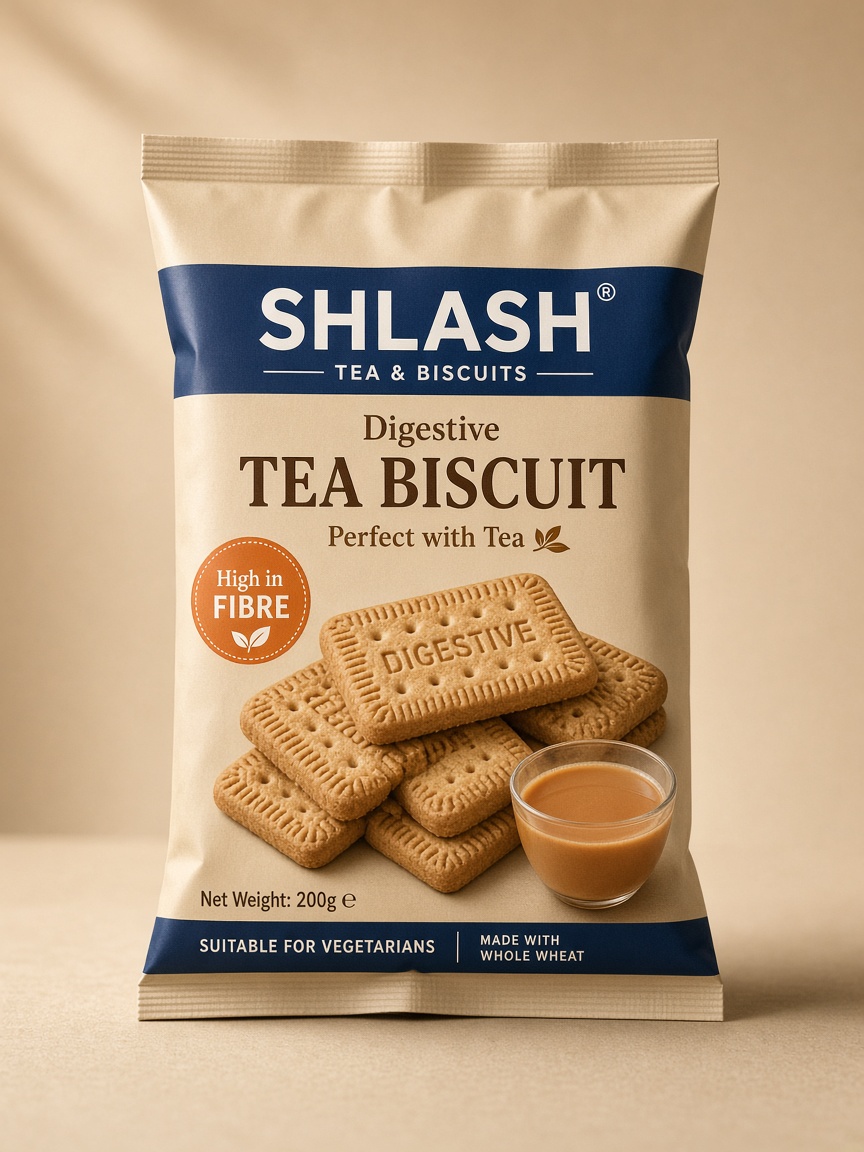 SHLASH®
TEA & BISCUITS
Digestive
TEA BISCUIT
Perfect with Tea
High in
FIBRE
DIGESTIVE
Net Weight: 200g ℮
SUITABLE FOR VEGETARIANS
MADE WITH
WHOLE WHEAT